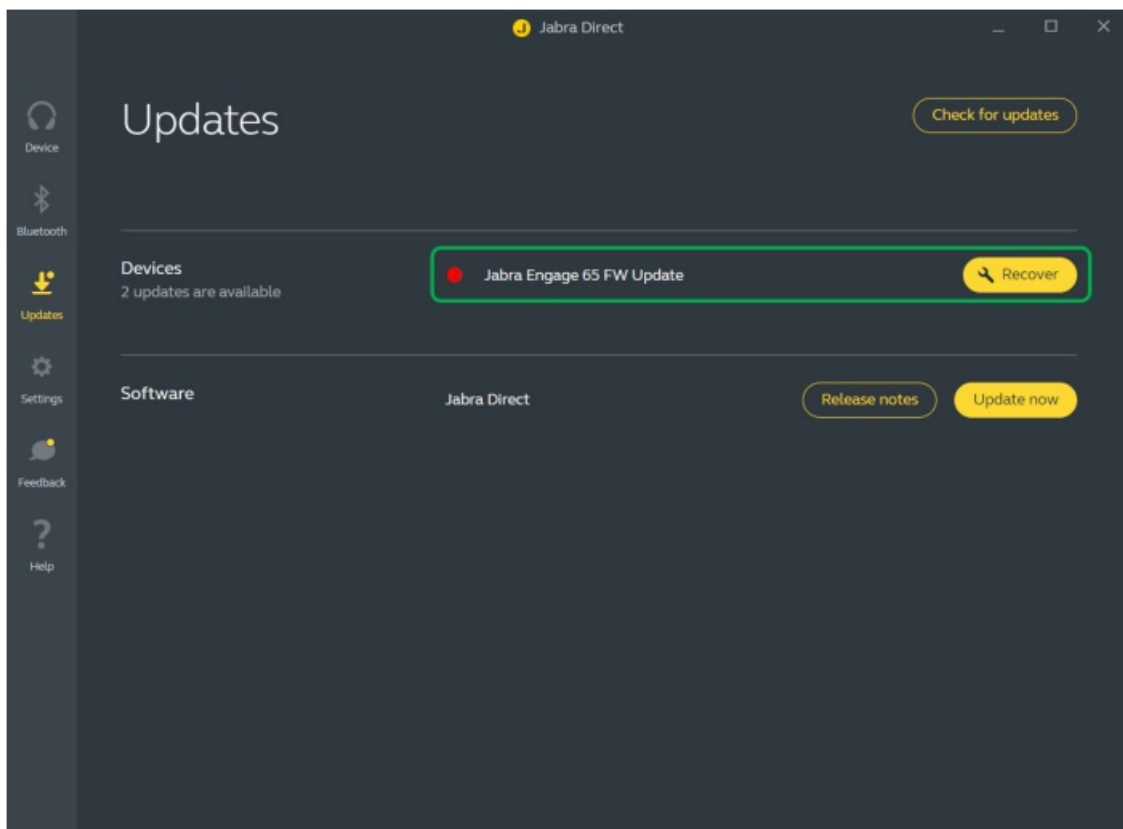 Jabra Direct
Updates
Check for updates
Device
Bluetooth
Devices
2 updates are available
Jabra Engage 65 FW Update
Recover
Updates
Settings
Software
Jabra Direct
Release notes
Update now
Feedback
Help